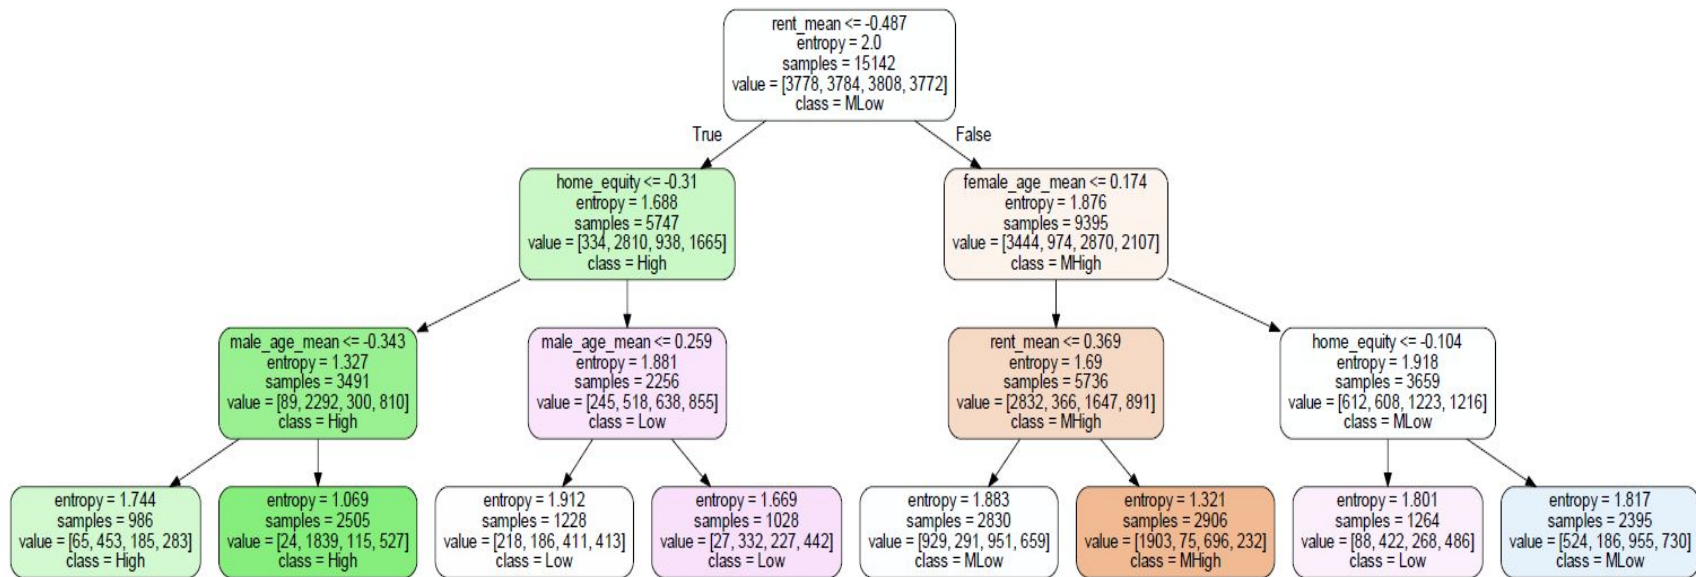 rent_mean <= -0.487
entropy = 2.0
samples = 15142
value = [3778, 3784, 3808, 3772]
class = MLow
True
False
home_equity <= -0.31
entropy = 1.688
samples = 5747
value = [334, 2810, 938, 1665]
class = High
female_age_mean <= 0.174
entropy = 1.876
samples = 9395
value = [3444, 974, 2870, 2107]
class = MHigh
male_age_mean <= -0.343
entropy = 1.327
samples = 3491
value = [89, 2292, 300, 810]
class = High
male_age_mean <= 0.259
entropy = 1.881
samples = 2256
value = [245, 518, 638, 855]
class = Low
rent_mean <= 0.369
entropy = 1.69
samples = 5736
value = [2832, 366, 1647, 891]
class = MHigh
home_equity <= -0.104
entropy = 1.918
samples = 3659
value = [612, 608, 1223, 1216]
class = MLow
entropy = 1.744
samples = 986
value = [65, 453, 185, 283]
class = High
entropy = 1.069
samples = 2505
value = [24, 1839, 115, 527]
class = High
entropy = 1.912
samples = 1228
value = [218, 186, 411, 413]
class = Low
entropy = 1.669
samples = 1028
value = [27, 332, 227, 442]
class = Low
entropy = 1.883
samples = 2830
value = [929, 291, 951, 659]
class = MLow
entropy = 1.321
samples = 2906
value = [1903, 75, 696, 232]
class = MHigh
entropy = 1.801
samples = 1264
value = [88, 422, 268, 486]
class = Low
entropy = 1.817
samples = 2395
value = [524, 186, 955, 730]
class = MLow